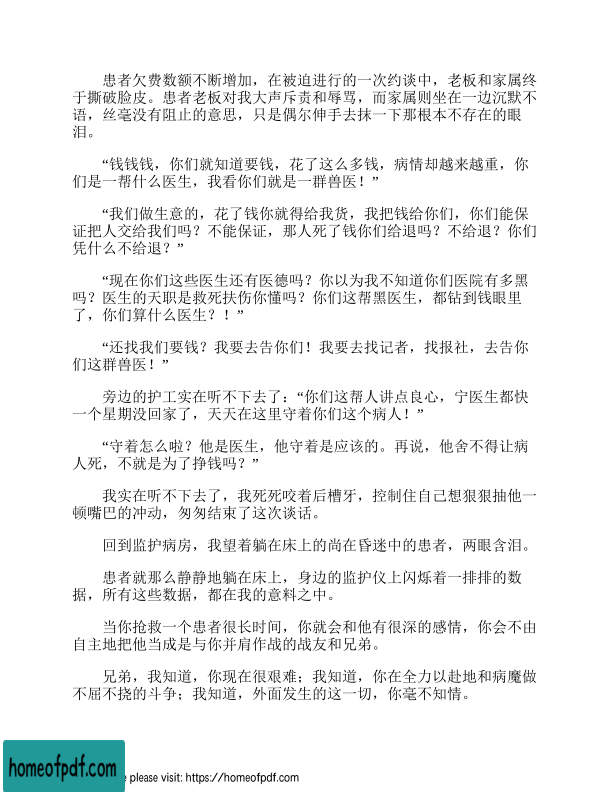 患者欠费数额不断增加，在被迫进行的一次约谈中，老板和家属终
于撕破脸皮。患者老板对我大声斥责和辱骂，而家属则坐在一边沉默不
语，丝毫没有阻止的意思，只是偶尔伸手去抹一下那根本不存在的眼
泪。
“钱钱钱，你们就知道要钱，花了这么多钱，病情却越来越重，你
们是一帮什么医生，我看你们就是一群兽医！”
“我们做生意的，花了钱你就得给我货，我把钱给你们，你们能保
证把人交给我们吗？不能保证，那人死了钱你们给退吗？不给退？你们
凭什么不给退？”
“现在你们这些医生还有医德吗？你以为我不知道你们医院有多黑
吗？医生的天职是救死扶伤你懂吗？你们这帮黑医生，都钻到钱眼里
了，你们算什么医生？！”
“还找我们要钱？我要去告你们！我要去找记者，找报社，去告你
们这群兽医！”
旁边的护工实在听不下去了：“你们这帮人讲点良心，宁医生都快
一个星期没回家了，天天在这里守着你们这个病人！”
“守着怎么啦？他是医生，他守着是应该的。再说，他舍不得让病
人死，不就是为了挣钱吗？”
我实在听不下去了，我死死咬着后槽牙，控制住自己想狠狠抽他一
顿嘴巴的冲动，匆匆结束了这次谈话。
回到监护病房，我望着躺在床上的尚在昏迷中的患者，两眼含泪。
患者就那么静静地躺在床上，身边的监护仪上闪烁着一排排的数
据，所有这些数据，都在我的意料之中。
当你抢救一个患者很长时间，你就会和他有很深的感情，你会不由
自主地把他当成是与你并肩作战的战友和兄弟。
兄弟，我知道，你现在很艰难；我知道，你在全力以赴地和病魔做
不屈不挠的斗争；我知道，外面发生的这一切，你毫不知情。
homeofpdf.com
please visit: https://homeofpdf.com